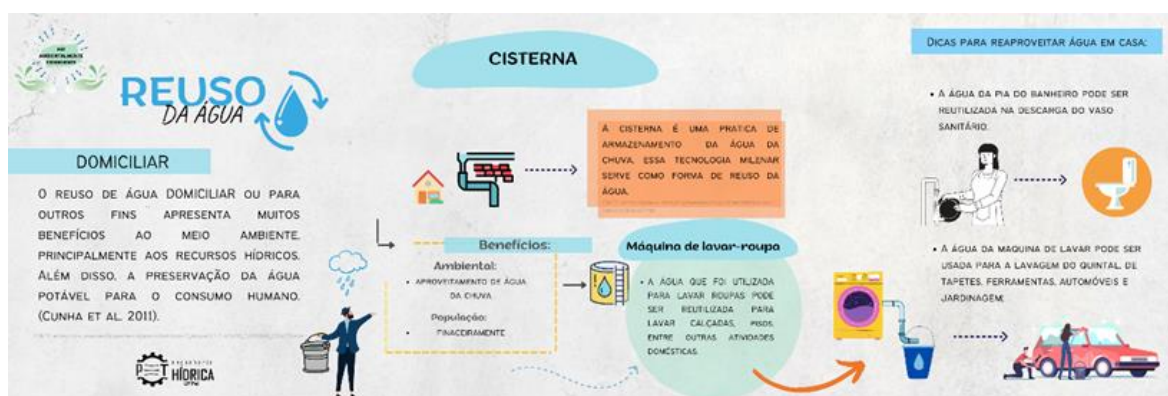 REUSO
DA ÁGUA
DOMICILIAR
O REUSO DE ÁGUA DOMICILIAR OU PARA
OUTROS FINS APRESENTA MUITOS
BENEFÍCIOS AO MEIO AMBIENTE,
PRINCIPALMENTE AOS RECURSOS HÍDRICOS.
ALÉM DISSO, A PRESERVAÇÃO DA ÁGUA
POTÁVEL PARA O CONSUMO HUMANO.
(CUNHA ET AL. 2011).
HÍDRICA
CISTERNA
A CISTERNA É UMA PRATICA DE
ARMAZENAMENTO DA ÁGUA DA
CHUVA, ESSA TECNOLOGIA MILENAR
SERVE COMO FORMA DE REUSO DA
ÁGUA.
Benefícios:
Ambiental:
• APROVEITAMENTO DE ÁGUA
DA CHUVA
População:
• FINACEIRAMENTE
Máquina de lavar-roupa
• A ÁGUA QUE FOI UTILIZADA
PARA LAVAR ROUPAS PODE
SER REUTILIZADA PARA
LAVAR CALÇADAS, PISOS,
ENTRE OUTRAS ATIVIDADES
DOMÉSTICAS.
DICAS PARA REAPROVEITAR ÁGUA EM CASA:
• A ÁGUA DA PIA DO BANHEIRO PODE SER
REUTILIZADA NA DESCARGA DO VASO
SANITÁRIO.
• A ÁGUA DA MAQUINA DE LAVAR PODE SER
USADA PARA A LAVAGEM DO QUINTAL, DE
TAPETES, FERRAMENTAS, AUTOMÓVEIS E
JARDINAGEM;